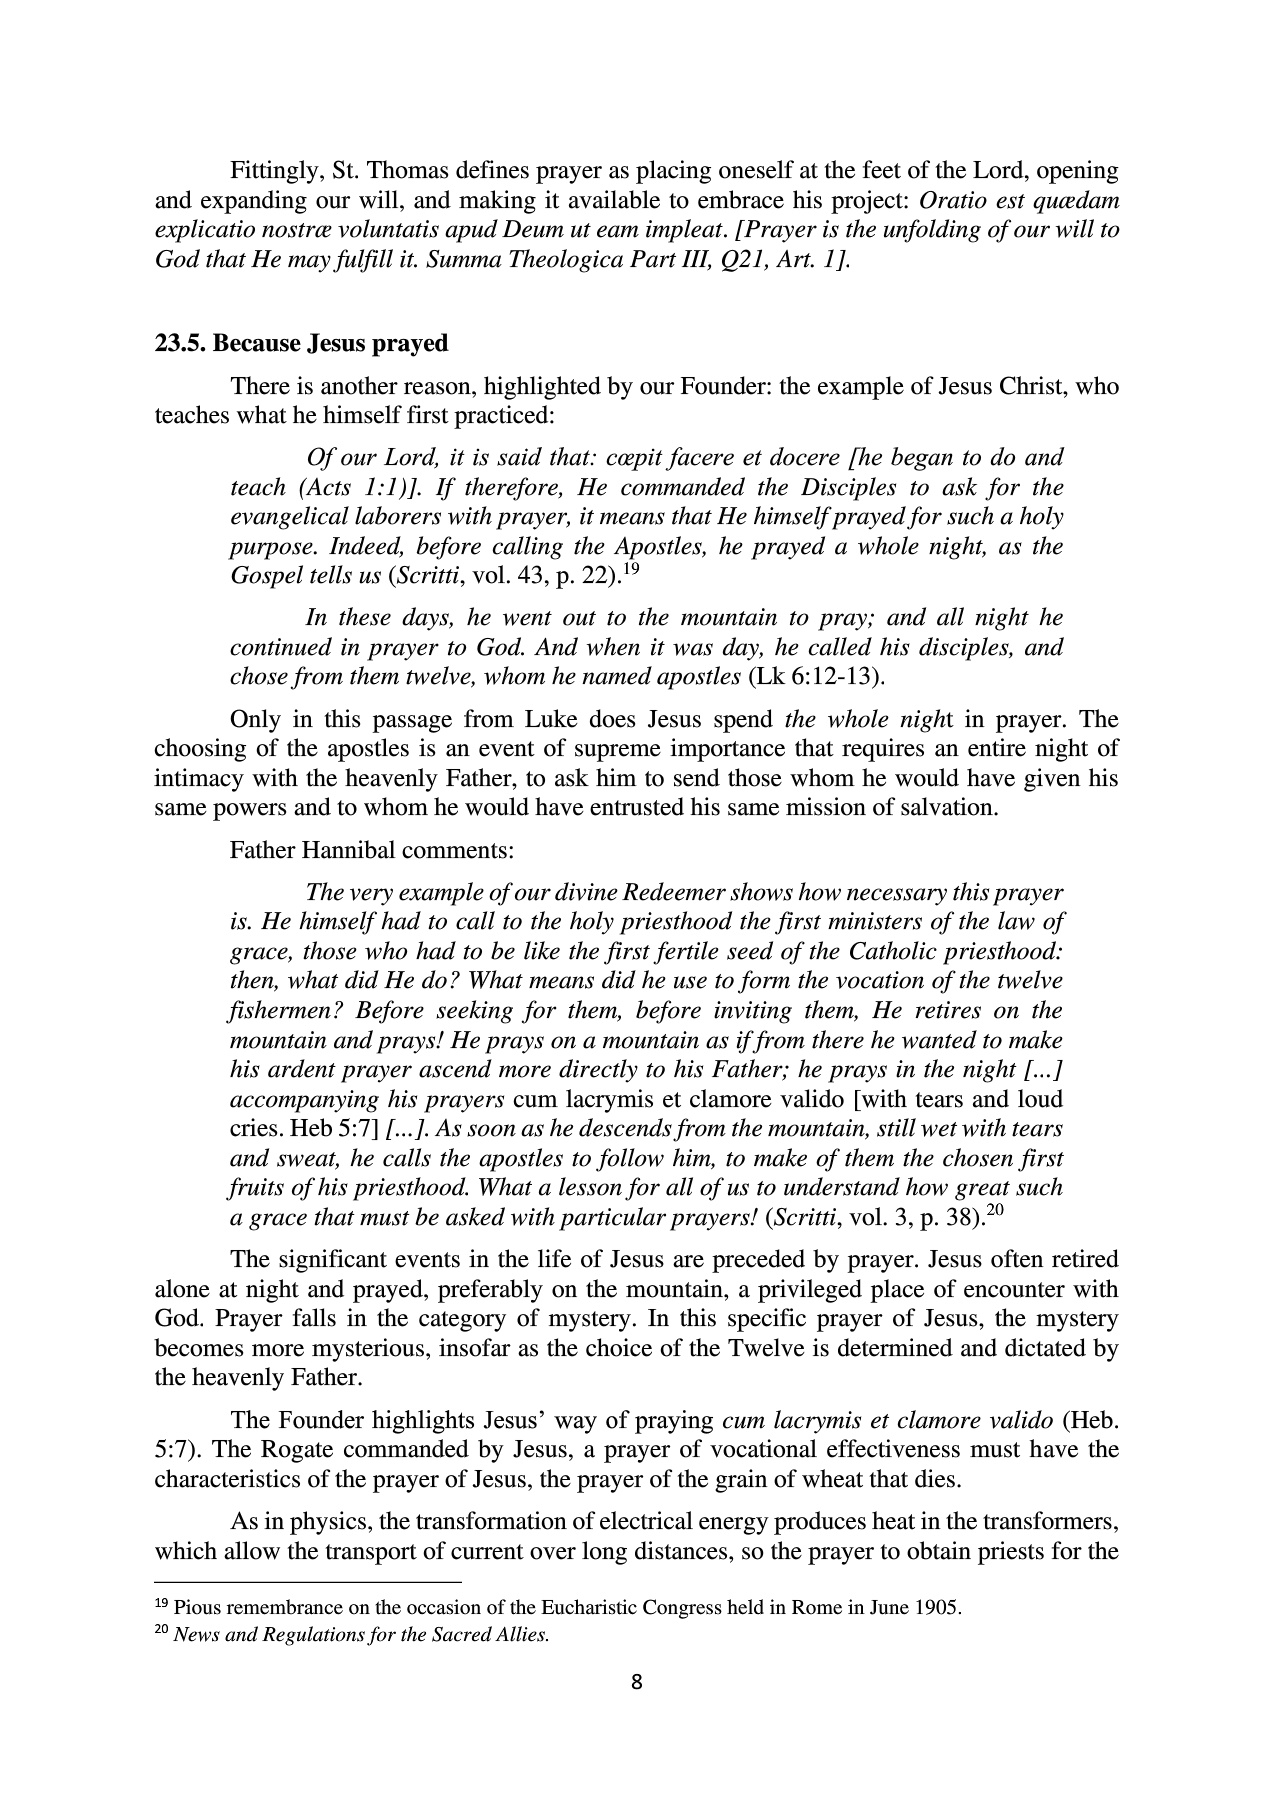 Fittingly, St. Thomas defines prayer as placing oneself at the feet of the Lord, opening
and expanding our will, and making it available to embrace his project: Oratio est quædam
explicatio nostræ voluntatis apud Deum ut eam impleat. [Prayer is the unfolding of our will to
God that He may fulfill it. Summa Theologica Part III, Q21, Art. 1].
23.5. Because Jesus prayed
There is another reason, highlighted by our Founder: the example of Jesus Christ, who
teaches what he himself first practiced:
Of our Lord, it is said that: cœpit facere et docere [he began to do and
teach (Acts 1:1)]. If therefore, He commanded the Disciples to ask for the
evangelical laborers with prayer, it means that He himself prayed for such a holy
purpose. Indeed, before calling the Apostles, he prayed a whole night, as the
Gospel tells us (Scritti, vol. 43, p. 22).19
In these days, he went out to the mountain to pray; and all night he
continued in prayer to God. And when it was day, he called his disciples, and
chose from them twelve, whom he named apostles (Lk 6:12-13).
Only in this passage from Luke does Jesus spend the whole night in prayer. The
choosing of the apostles is an event of supreme importance that requires an entire night of
intimacy with the heavenly Father, to ask him to send those whom he would have given his
same powers and to whom he would have entrusted his same mission of salvation.
Father Hannibal comments:
The very example of our divine Redeemer shows how necessary this prayer
is. He himself had to call to the holy priesthood the first ministers of the law of
grace, those who had to be like the first fertile seed of the Catholic priesthood:
then, what did He do? What means did he use to form the vocation of the twelve
fishermen? Before seeking for them, before inviting them, He retires on the
mountain and prays! He prays on a mountain as if from there he wanted to make
his ardent prayer ascend more directly to his Father; he prays in the night [...]
accompanying his prayers cum lacrymis et clamore valido [with tears and loud
cries. Heb 5:7] [...]. As soon as he descends from the mountain, still wet with tears
and sweat, he calls the apostles to follow him, to make of them the chosen first
fruits of his priesthood. What a lesson for all of us to understand how great such
a grace that must be asked with particular prayers! (Scritti, vol. 3, p. 38).20
The significant events in the life of Jesus are preceded by prayer. Jesus often retired
alone at night and prayed, preferably on the mountain, a privileged place of encounter with
God. Prayer falls in the category of mystery. In this specific prayer of Jesus, the mystery
becomes more mysterious, insofar as the choice of the Twelve is determined and dictated by
the heavenly Father.
The Founder highlights Jesus’ way of praying cum lacrymis et clamore valido (Heb.
5:7). The Rogate commanded by Jesus, a prayer of vocational effectiveness must have the
characteristics of the prayer of Jesus, the prayer of the grain of wheat that dies.
As in physics, the transformation of electrical energy produces heat in the transformers,
which allow the transport of current over long distances, so the prayer to obtain priests for the
19 Pious remembrance on the occasion of the Eucharistic Congress held in Rome in June 1905.
20 News and Regulations for the Sacred Allies.
8